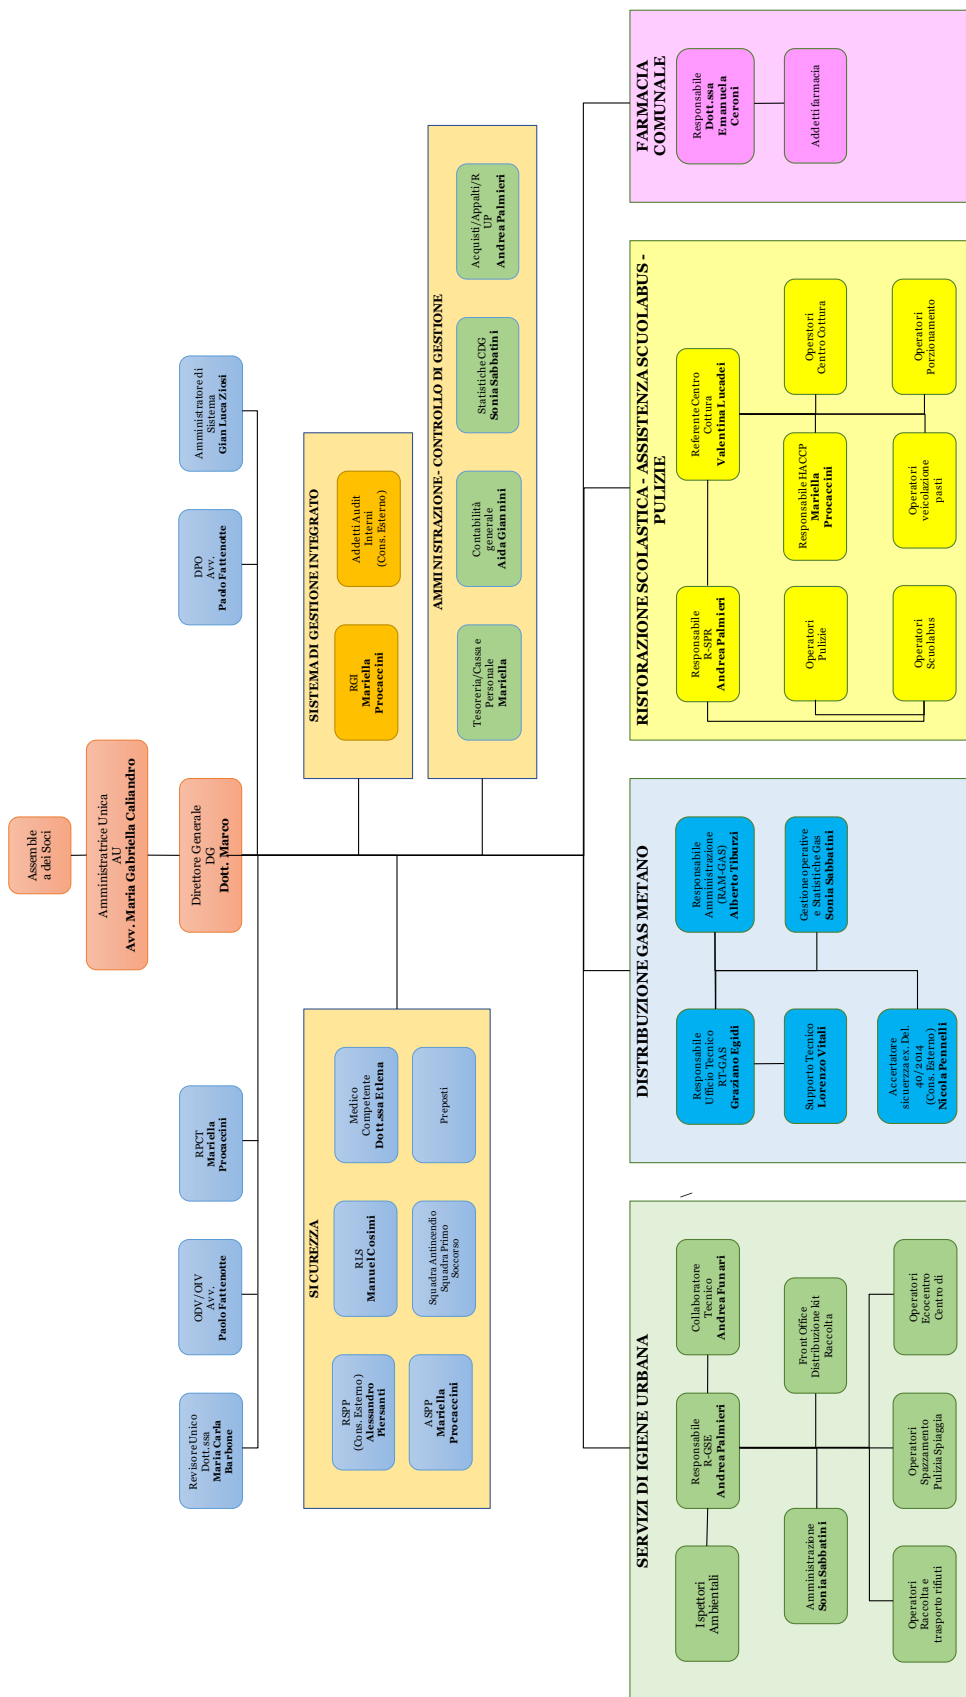 Assemble
a dei Soci
Amministratrice Unica
AU
Avv. Maria Gabriella Caliandro
Direttore Generale
DG
Dott. Marco
Revisore Unico
Dott.ssa
Maria Carla
Barbone
ODV/OIV
Avv.
Paolo Fattenotte
RPCT
Mariella
Procaccini
DPO
Avv.
Paolo Fattenotte
Amministratore di
Sistema
Gian Luca Ziosi
SICUREZZA
RSPP
(Cons. Esterno)
Alessandro
Piersanti
RLS
Manuel Cosimi
Medico
Competente
Dott.ssa Etlena
ASPP
Mariella
Procaccini
Squadra Antincendio
Squadra Primo
Soccorso
Preposti
SISTEMA DI GESTIONE INTEGRATO
RGI
Mariella
Procaccini
Addetti Audit
Interni
(Cons. Esterno)
AMMINISTRAZIONE - CONTROLLO DI GESTIONE
Tesoreria/Cassa e
Personale
Mariella
Contabilità
generale
Aida Giannini
Statistiche CDG
Sonia Sabbatini
Acquisti/Appalti/R
UP
Andrea Palmieri
SERVIZI DI IGIENE URBANA
Ispettori
Ambientali
Responsabile
R-GSE
Andrea Palmieri
Collaboratore
Tecnico
Andrea Funari
Amministrazione
Sonia Sabbatini
Front Office
Distribuzione kit
Raccolta
Operatori
Raccolta e
trasporto rifiuti
Operatori
Spazzamento
Pulizia Spiaggia
Operatori
Ecocentro
Centro di
DISTRIBUZIONE GAS METANO
Responsabile
Ufficio Tecnico
RT-GAS
Graziano Egidi
Responsabile
Amministrazione
(RAM-GAS)
Alberto Tibarzi
Supporto Tecnico
Lorenzo Vitali
Gestione operative
e Statistiche Gas
Sonia Sabbatini
Accertatore
sicuerzza ex. Del.
40/2014
(Cons. Esterno)
Nicola Pennelli
RISTORAZIONE SCOLASTICA - ASSISTENZA SCUOLABUS -
PULIZIE
Responsabile
R-SPR
Andrea Palmieri
Referente Centro
Cottura
Valentina Lucadei
Operatori
Pulizie
Responsabile HACCP
Mariella
Procaccini
Operstori
Centro Cottura
Operatori
Scuolabus
Operatori
veicolazione
pasti
Operatori
Porzionamento
FARMACIA
COMUNALE
Responsabile
Dott.ssa
Emanuela
Ceroni
Addetti farmacia